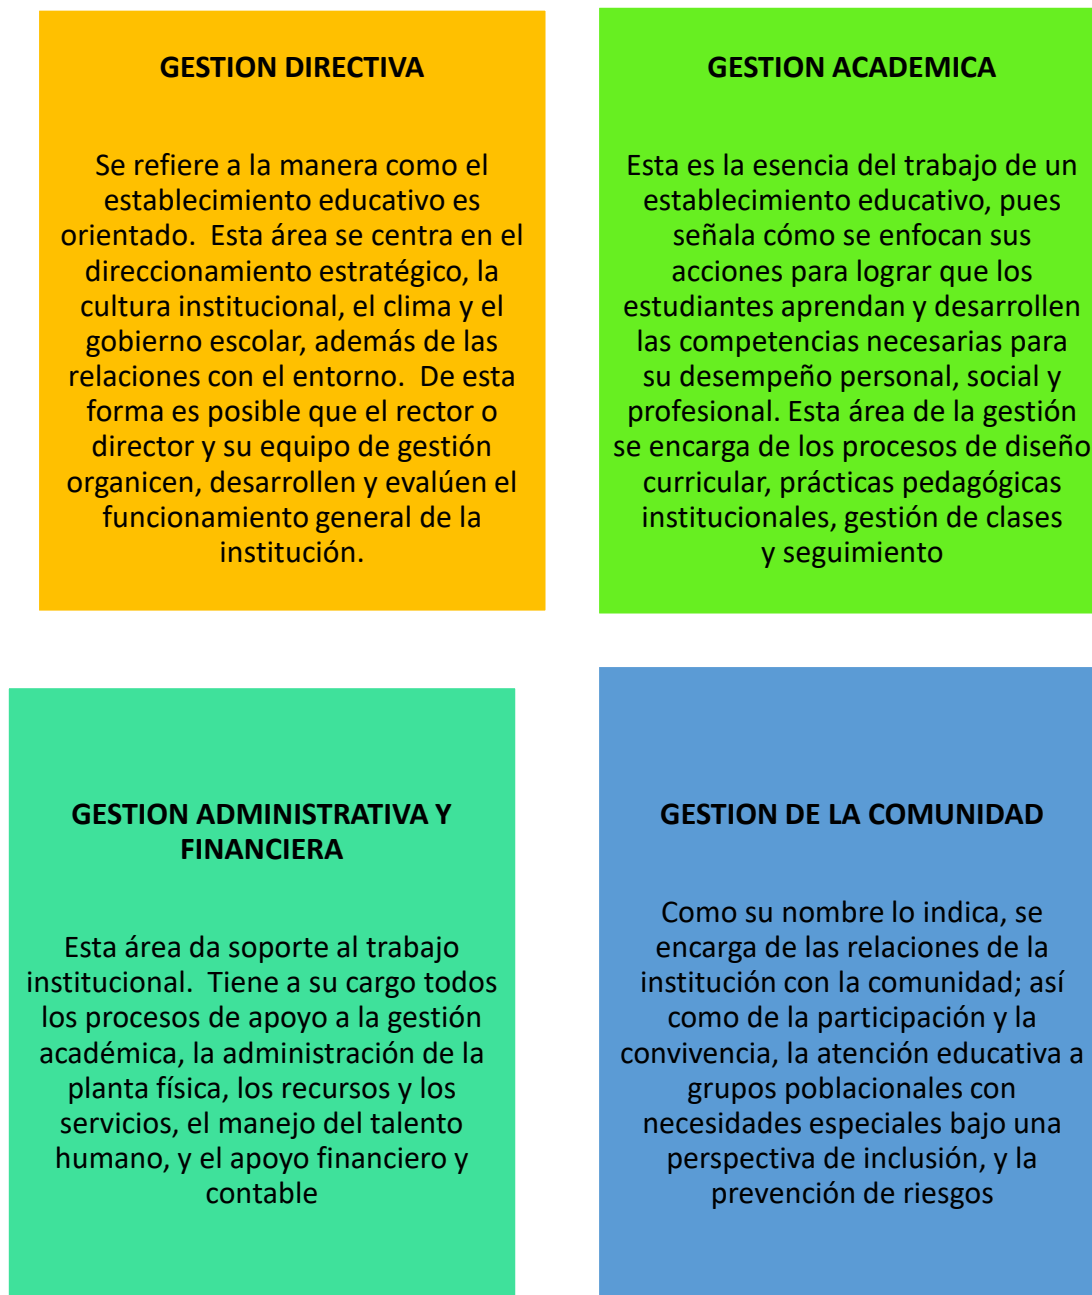 GESTION DIRECTIVA
Se refiere a la manera como el
establecimiento educativo es
orientado.  Esta área se centra en el
direccionamiento estratégico, la
cultura institucional, el clima y el
gobierno escolar, además de las
relaciones con el entorno.  De esta
forma es posible que el rector o
director y su equipo de gestión
organicen, desarrollen y evalúen el
funcionamiento general de la
institución.
GESTION ACADEMICA
Esta es la esencia del trabajo de un
establecimiento educativo, pues
señala cómo se enfocan sus
acciones para lograr que los
estudiantes aprendan y desarrollen
las competencias necesarias para
su desempeño personal, social y
profesional. Esta área de la gestión
se encarga de los procesos de diseño
curricular, prácticas pedagógicas
institucionales, gestión de clases
y seguimiento
GESTION ADMINISTRATIVA Y
FINANCIERA
Esta área da soporte al trabajo
institucional.  Tiene a su cargo todos
los procesos de apoyo a la gestión
académica, la administración de la
planta física, los recursos y los
servicios, el manejo del talento
humano, y el apoyo financiero y
contable
GESTION DE LA COMUNIDAD
Como su nombre lo indica, se
encarga de las relaciones de la
institución con la comunidad; así
como de la participación y la
convivencia, la atención educativa a
grupos poblacionales con
necesidades especiales bajo una
perspectiva de inclusión, y la
prevención de riesgos